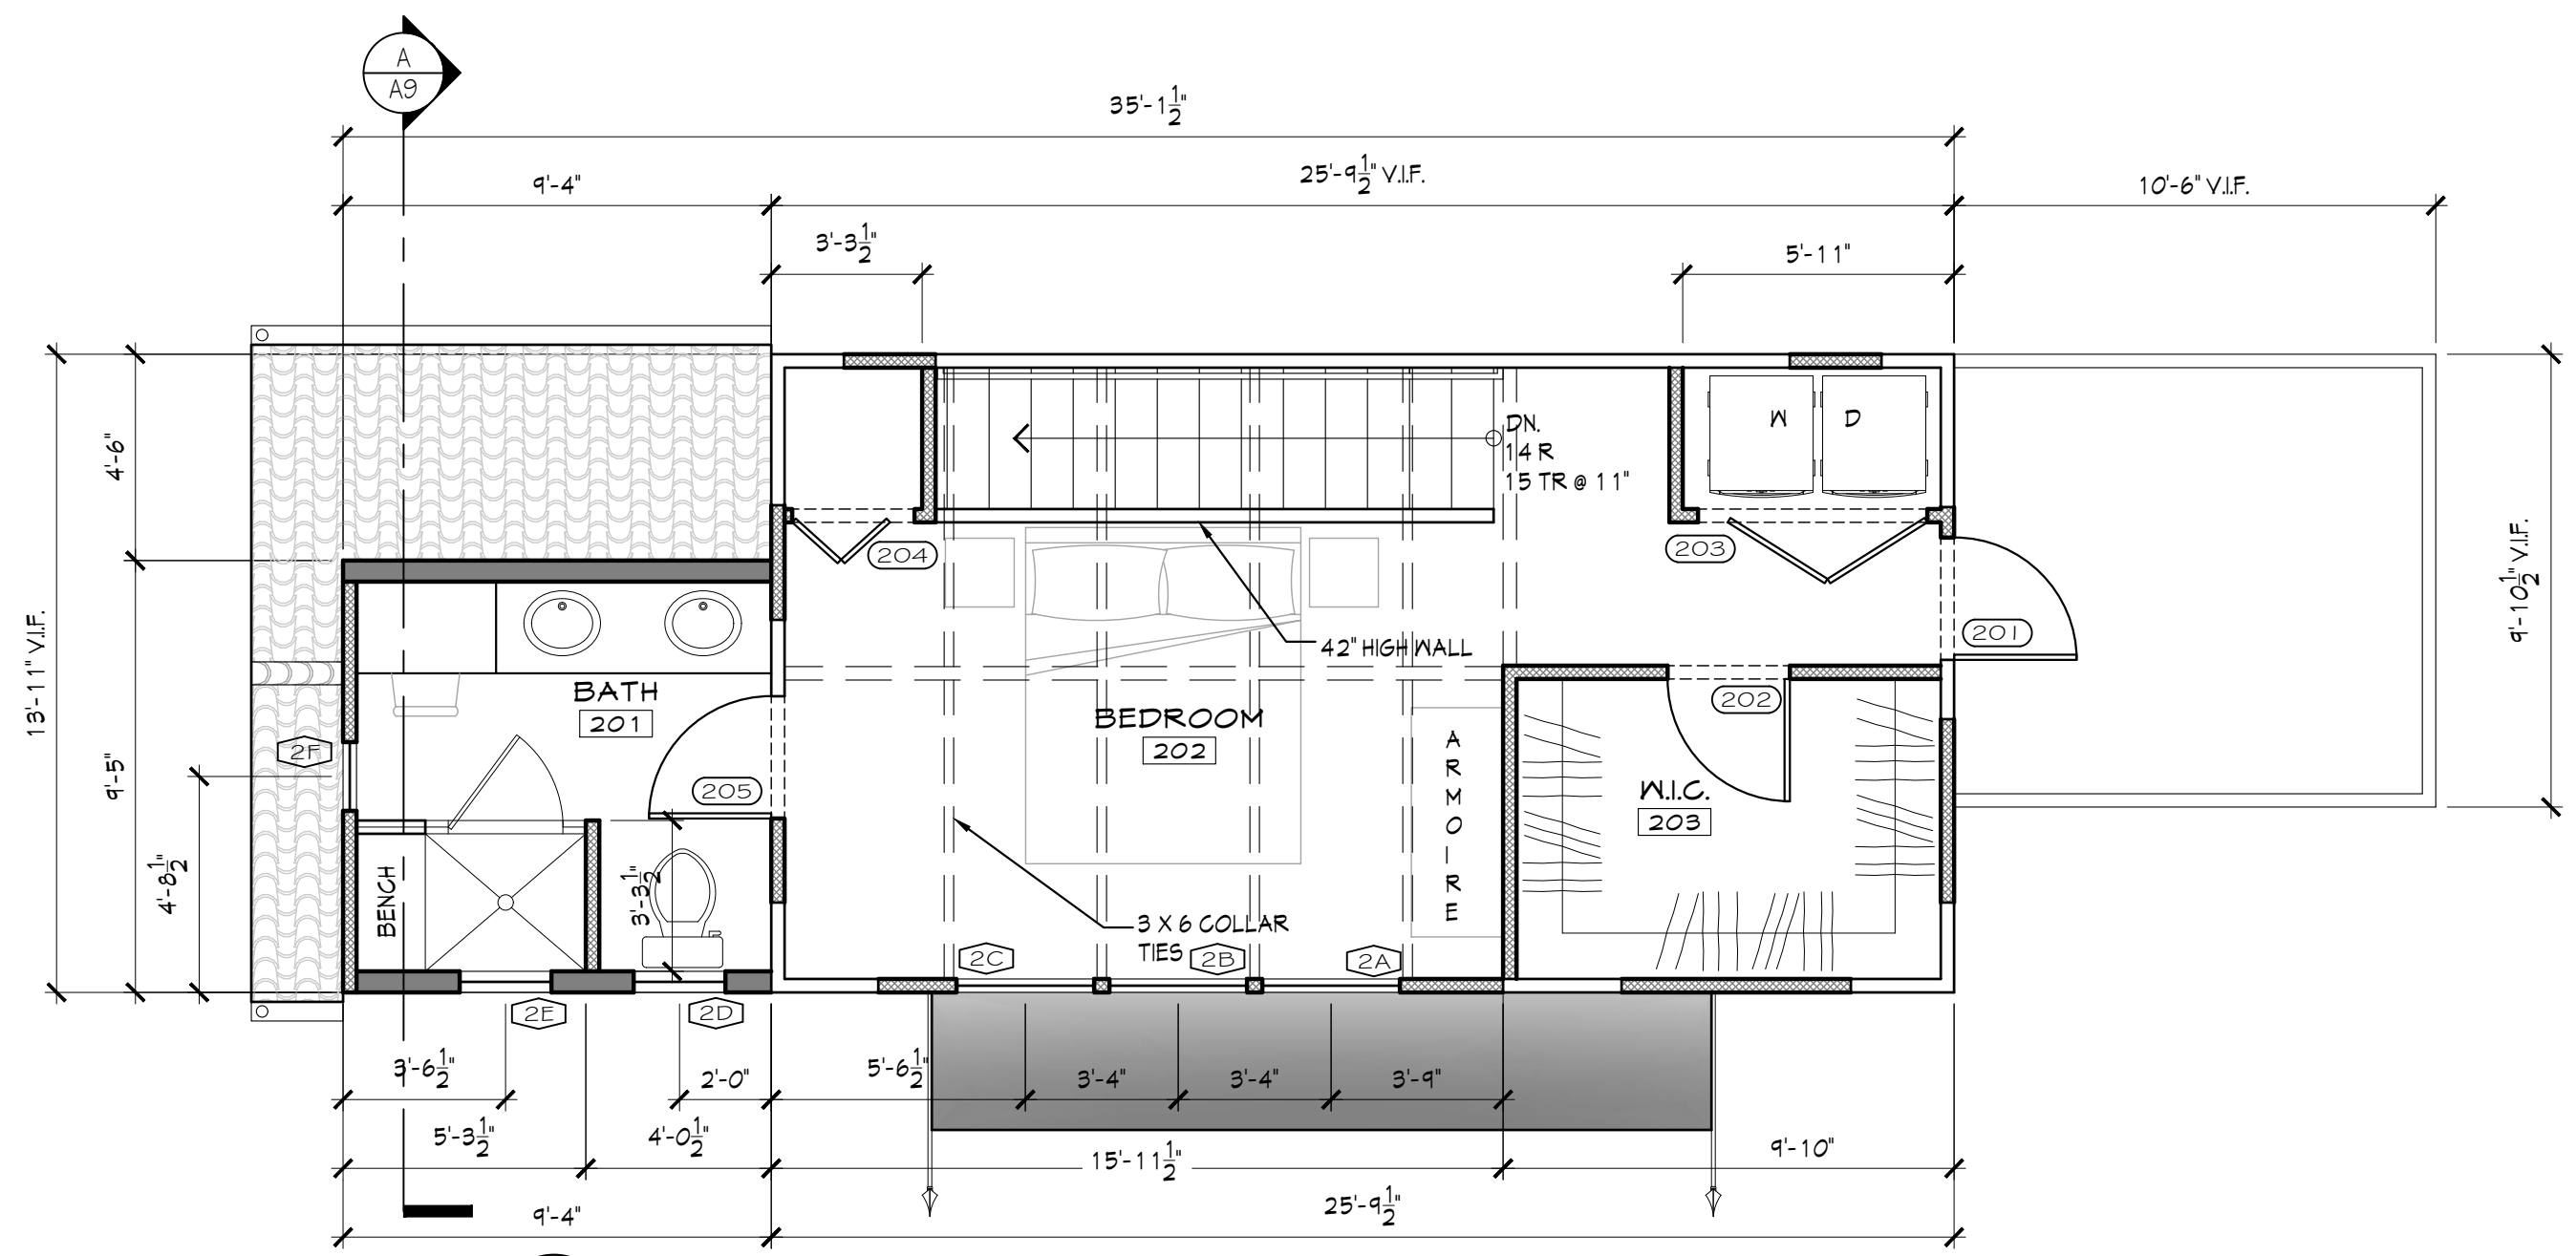 A
A9
35'-1 1/2"
9'-4"
25'-9 1/2" V.I.F.
10'-6" V.I.F.
3'-3 1/2"
5'-11"
W
D
DN.
14 R
15 TR @ 11"
4'-6"
204
203
13'-11" V.I.F.
9'-10 1/2" V.I.F.
201
42" HIGH WALL
BATH
201
202
BEDROOM
202
2F
9'-5"
205
ARMOIRE
W.I.C.
203
4'-8 1/2"
BENCH
3'-3 1/2"
3 X 6 COLLAR
TIES
2C
2B
2A
2E
2D
3'-6 1/2"
2'-0"
5'-6 1/2"
3'-4"
3'-4"
3'-9"
5'-3 1/2"
4'-0 1/2"
15'-11 1/2"
9'-10"
9'-4"
25'-9 1/2"